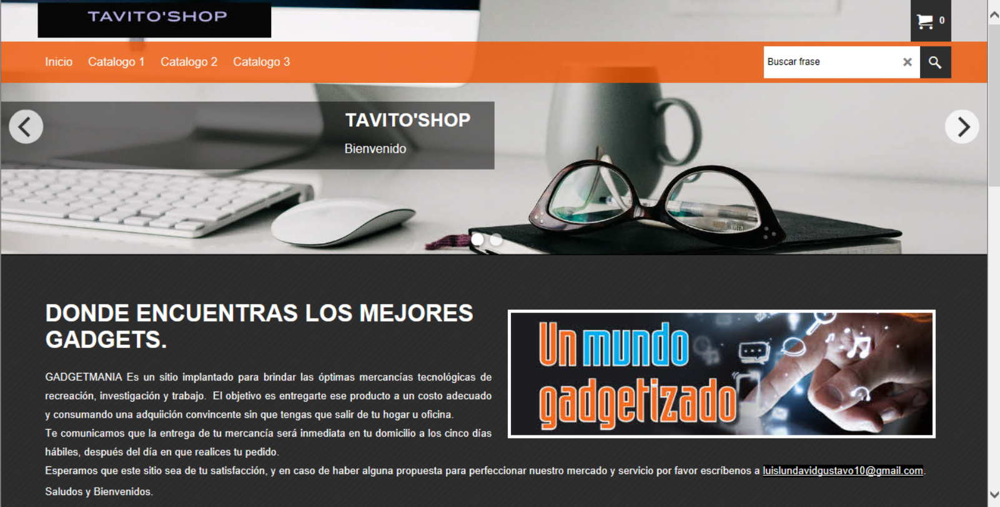 TAVITO'SHOP
0
Inicio Catalogo 1 Catalogo 2 Catalogo 3
Buscar frase
TAVITO'SHOP
Bienvenido
DONDE ENCUENTRAS LOS MEJORES
GADGETS.
Un mundo
gadgetizado
GADGETMANIA Es un sitio implantado para brindar las óptimas mercancías tecnológicas de
recreación, investigación y trabajo. El objetivo es entregarte ese producto a un costo adecuado
y consumando una adquiición convincente sin que tengas que salir de tu hogar u oficina.
Te comunicamos que la entrega de tu mercancía será inmediata en tu domicilio a los cinco días
hábiles, después del día en que realices tu pedido.
Esperamos que este sitio sea de tu satisfacción, y en caso de haber alguna propuesta para perfeccionar nuestro mercado y servicio por favor escríbenos a luislundavidgustavo10@gmail.com.
Saludos y Bienvenidos.